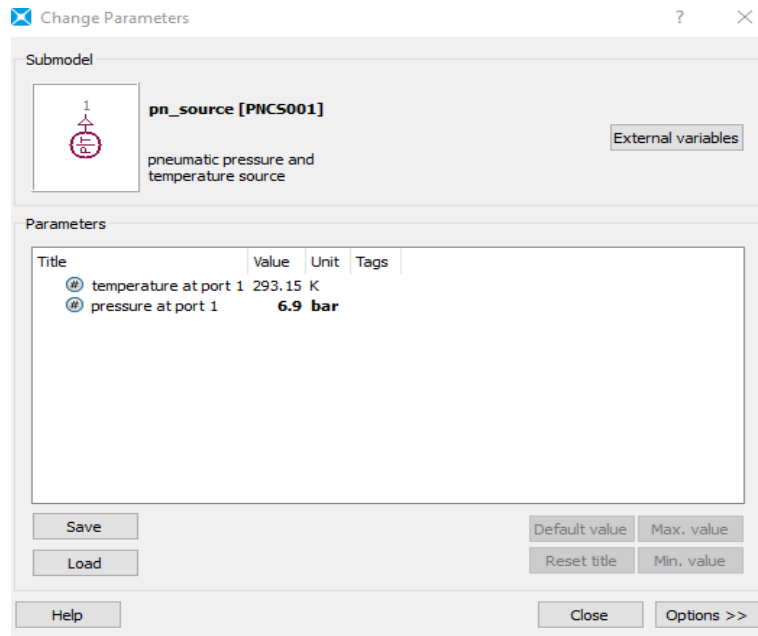 Change Parameters
?
Submodel
1
P|T
pn_source [PNCS001]
pneumatic pressure and
temperature source
External variables
Parameters
Title Value Unit Tags
# temperature at port 1 293.15 K
# pressure at port 1 6.9 bar
Save
Default value Max. value
Load
Reset title Min. value
Help
Close Options >>